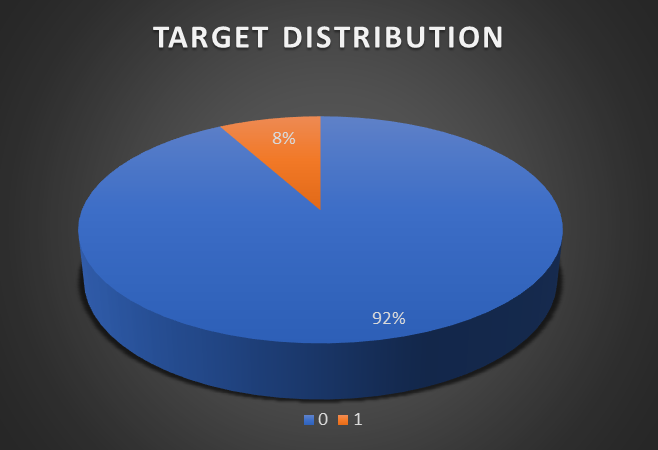 TARGET DISTRIBUTION
8%
92%
0 1